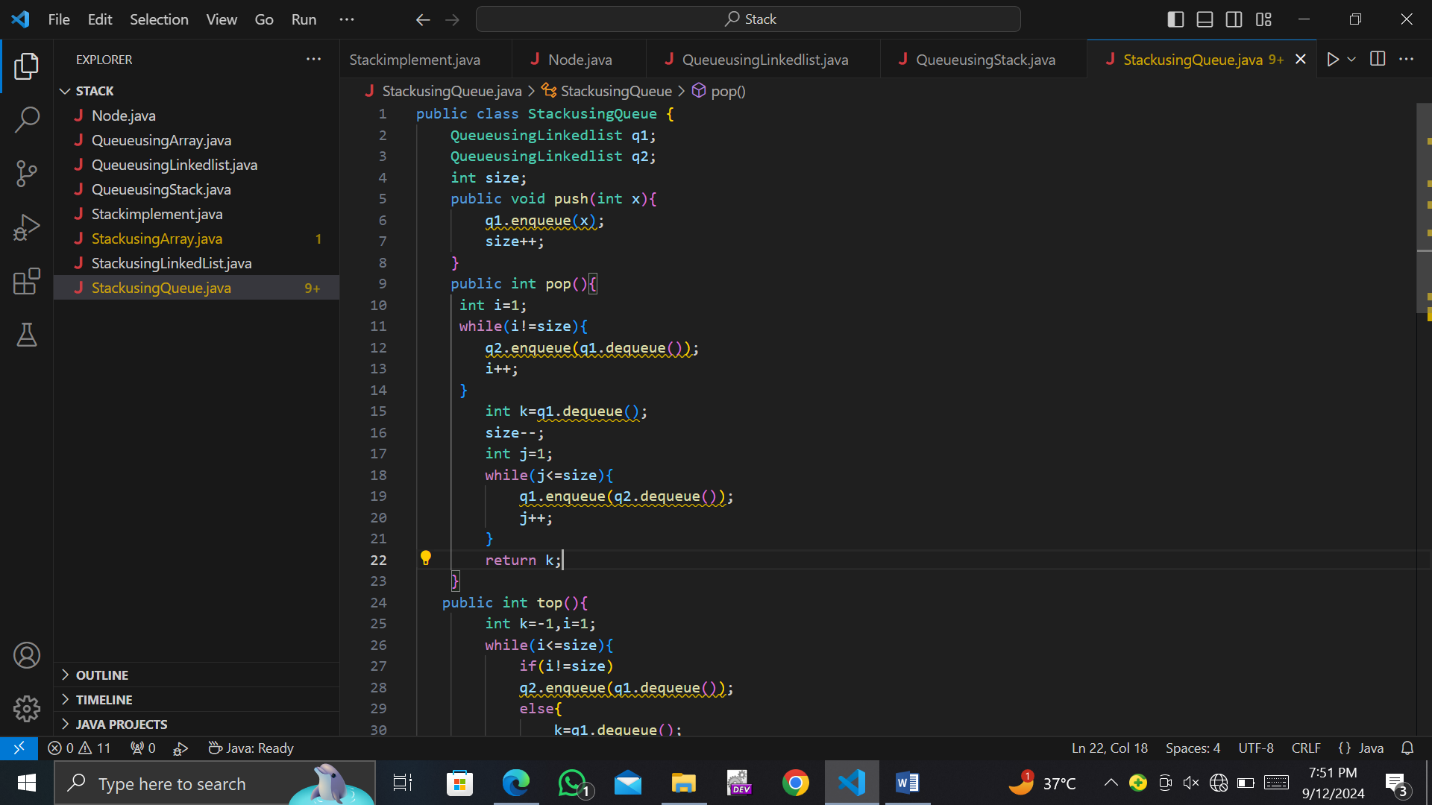 File Edit Selection View Go Run ··· Stack
EXPLORER ···
Stackimplement.java Node.java QueueusingLinkedlist.java QueueusingStack.java StackusingQueue.java 9+
STACK
Node.java
QueueusingArray.java
QueueusingLinkedlist.java
QueueusingStack.java
Stackimplement.java
StackusingArray.java 1
StackusingLinkedList.java
StackusingQueue.java 9+
OUTLINE
TIMELINE
JAVA PROJECTS
StackusingQueue.java > StackusingQueue > pop()
1 public class StackusingQueue {
2 QueueusingLinkedlist q1;
3 QueueusingLinkedlist q2;
4 int size;
5 public void push(int x){
6 q1.enqueue(x);
7 size++;
8 }
9 public int pop(){
10 int i=1;
11 while(i!=size){
12 q2.enqueue(q1.dequeue());
13 i++;
14 }
15 int k=q1.dequeue();
16 size--;
17 int j=1;
18 while(j<=size){
19 q1.enqueue(q2.dequeue());
20 j++;
21 }
22 return k;
23 }
24 public int top(){
25 int k=-1,i=1;
26 while(i<=size){
27 if(i!=size)
28 q2.enqueue(q1.dequeue());
29 else{
30 k=q1.dequeue();
0 11 0 Java: Ready Ln 22, Col 18 Spaces: 4 UTF-8 CRLF {} Java
Type here to search DEV 1 1 37°C 7:51 PM 3
9/12/2024